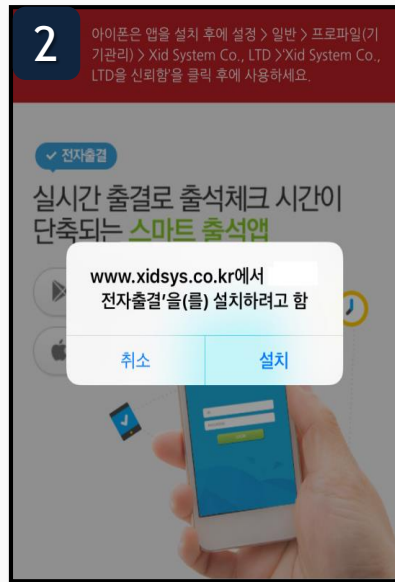 2
아이폰은 앱을 설치 후에 설정 > 일반 > 프로파일(기
기관리) > Xid System Co., LTD >'Xid System Co.,
LTD을 신뢰함'을 클릭 후에 사용하세요.
전자출결
실시간 출결로 출석체크 시간이
단축되는 스마트 출석앱
www.xidsys.co.kr에서
전자출결'을(를) 설치하려고 함
취소
설치